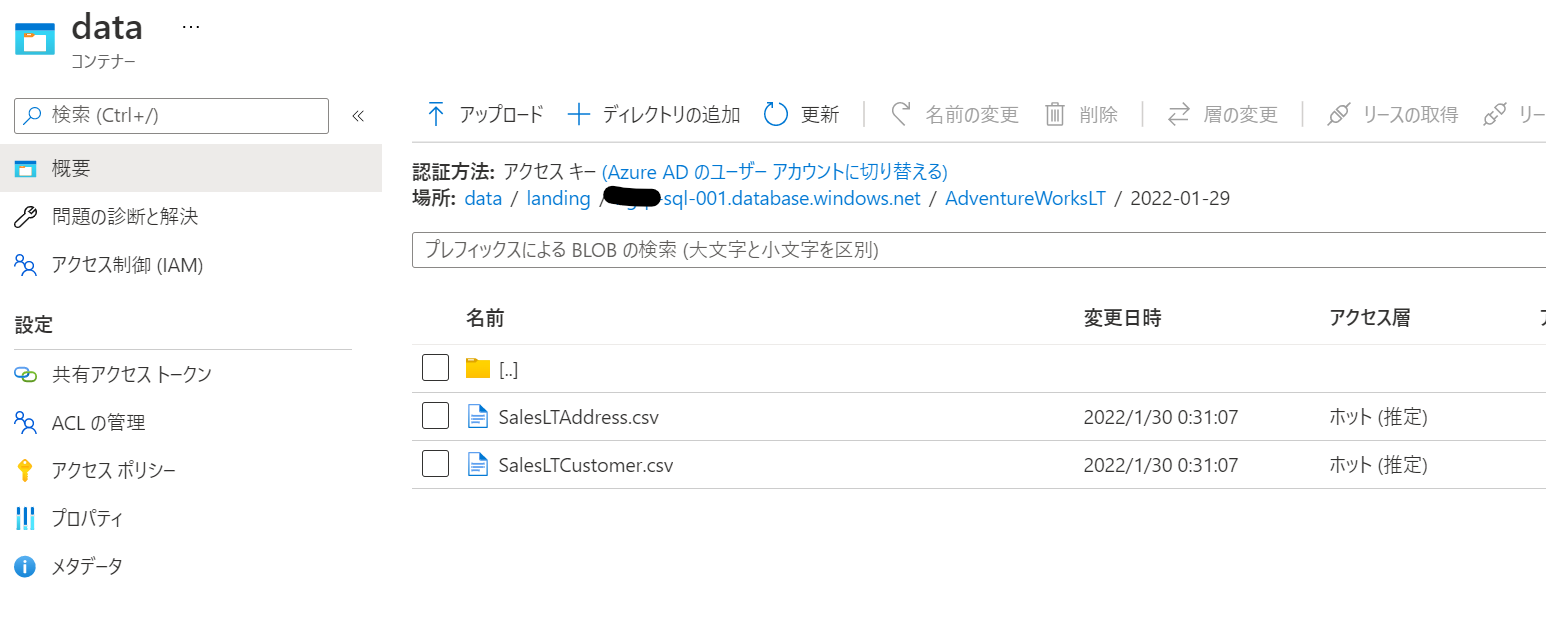 data ...
コンテナー
検索 (Ctrl+/)
«
概要
問題の診断と解決
アクセス制御 (IAM)
設定
共有アクセス トークン
ACL の管理
アクセス ポリシー
プロパティ
メタデータ
アップロード ディレクトリの追加 更新 名前の変更 削除 層の変更 リースの取得 リー
認証方法: アクセス キー (Azure AD のユーザー アカウントに切り替える)
場所: data / landing / -sql-001.database.windows.net / AdventureWorksLT / 2022-01-29
プレフィックスによる BLOB の検索 (大文字と小文字を区別)
名前 変更日時 アクセス層
[..]
SalesLTAddress.csv 2022/1/30 0:31:07 ホット (推定)
SalesLTCustomer.csv 2022/1/30 0:31:07 ホット (推定)